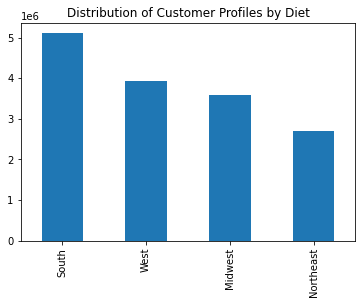 Distribution of Customer Profiles by Diet
1e6
5
4
3
2
1
0
South
West
Midwest
Northeast